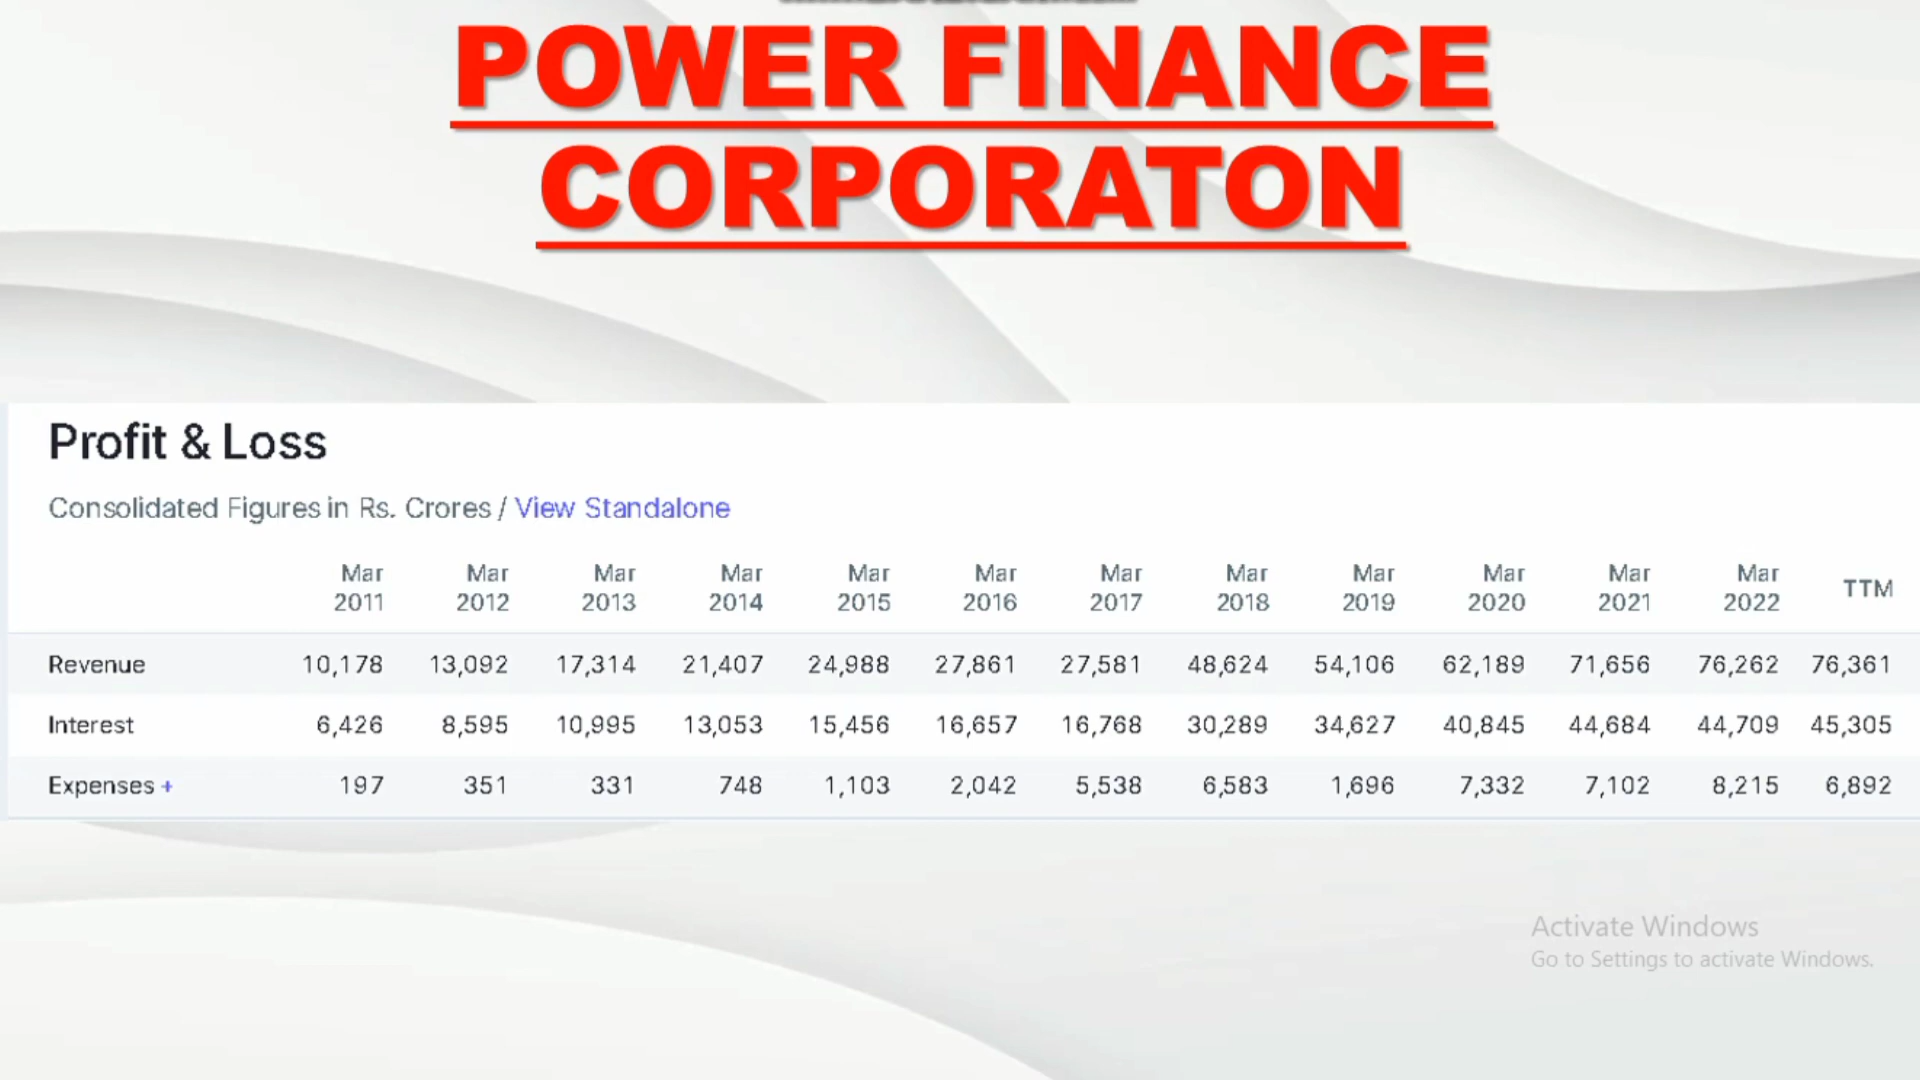 POWER FINANCE
CORPORATON
Profit & Loss
Consolidated Figures in Rs. Crores / View Standalone
Mar 2011 Mar 2012 Mar 2013 Mar 2014 Mar 2015 Mar 2016 Mar 2017 Mar 2018 Mar 2019 Mar 2020 Mar 2021 Mar 2022 TTM
Revenue 10,178 13,092 17,314 21,407 24,988 27,861 27,581 48,624 54,106 62,189 71,656 76,262 76,361
Interest 6,426 8,595 10,995 13,053 15,456 16,657 16,768 30,289 34,627 40,845 44,684 44,709 45,305
Expenses + 197 351 331 748 1,103 2,042 5,538 6,583 1,696 7,332 7,102 8,215 6,892
Activate Windows
Go to Settings to activate Windows.